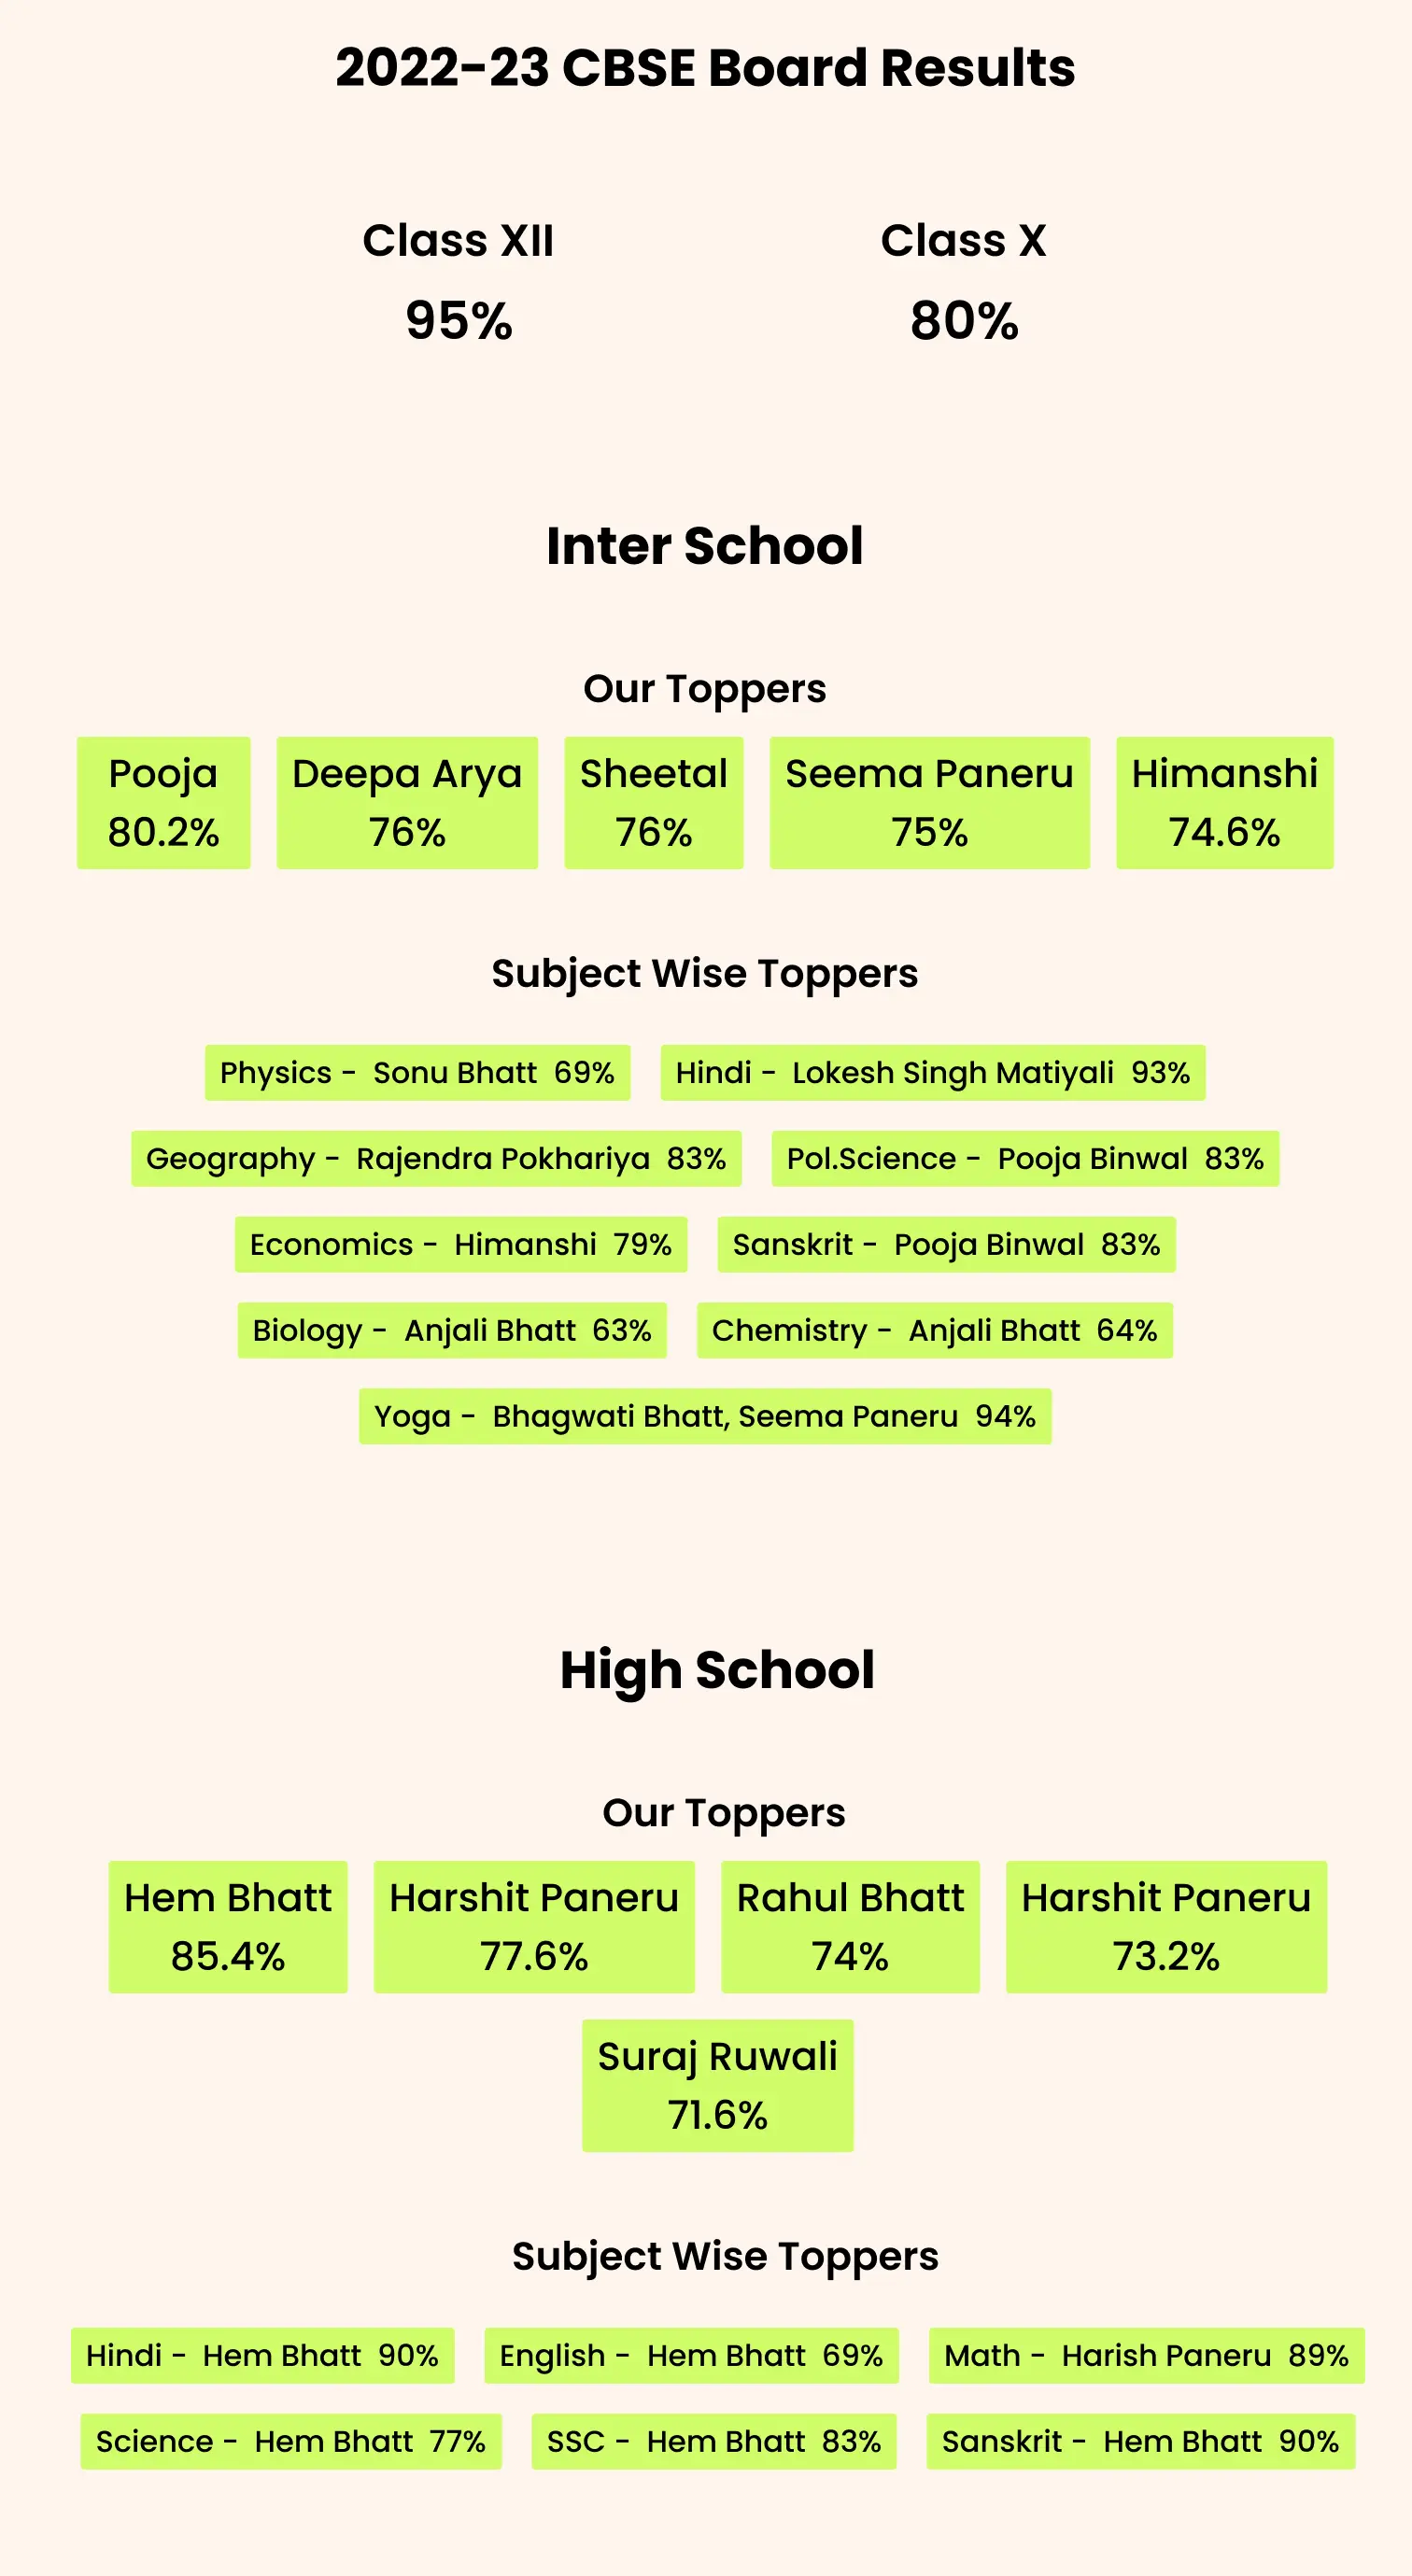 2022-23 CBSE Board Results
Class XII Class X
95% 80%
Inter School
Our Toppers
Pooja Deepa Arya Sheetal Seema Paneru Himanshi
80.2% 76% 76% 75% 74.6%
Subject Wise Toppers
Physics - Sonu Bhatt 69% Hindi - Lokesh Singh Matiyali 93%
Geography - Rajendra Pokhariya 83% Pol.Science - Pooja Binwal 83%
Economics - Himanshi 79% Sanskrit - Pooja Binwal 83%
Biology - Anjali Bhatt 63% Chemistry - Anjali Bhatt 64%
Yoga - Bhagwati Bhatt, Seema Paneru 94%
High School
Our Toppers
Hem Bhatt Harshit Paneru Rahul Bhatt Harshit Paneru
85.4% 77.6% 74% 73.2%
Suraj Ruwali
71.6%
Subject Wise Toppers
Hindi - Hem Bhatt 90% English - Hem Bhatt 69% Math - Harish Paneru 89%
Science - Hem Bhatt 77% SSC - Hem Bhatt 83% Sanskrit - Hem Bhatt 90%